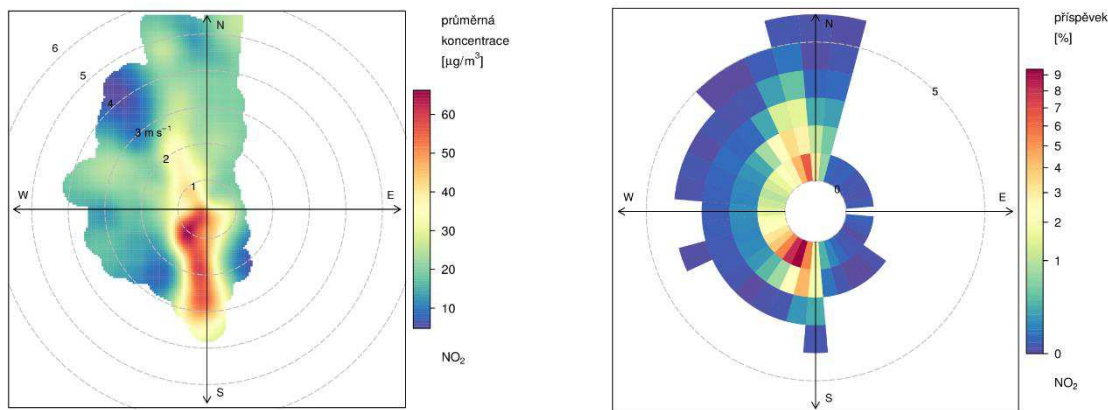 N
W
E
S
6
5
4
3 m s⁻¹
2
1
průměrná
koncentrace
[µg/m³]
60
50
40
30
20
10
NO₂
N
W
E
S
5
0
příspěvek
[%]
9
8
7
6
5
4
3
2
1
0
NO₂